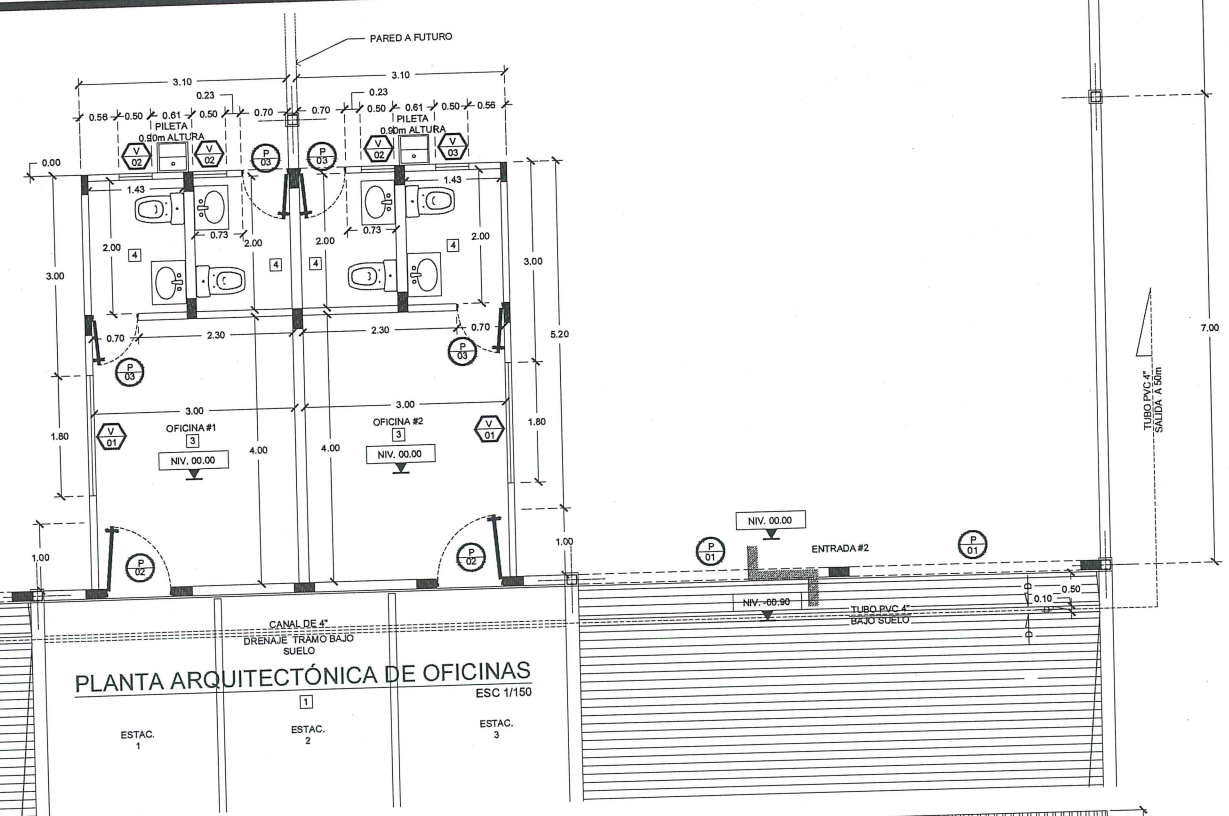 PARED A FUTURO
3.10
3.10
0.23
0.23
0.56
0.50
0.61
0.50
0.70
0.70
0.50
0.61
0.50
0.56
PILETA
0.90m ALTURA
PILETA
0.90m ALTURA
V
02
V
02
P
03
P
03
V
02
V
03
0.00
1.43
1.43
0.73
0.73
2.00
2.00
2.00
2.00
4
4
4
4
3.00
3.00
5.20
7.00
0.70
2.30
2.30
0.70
P
03
P
03
3.00
3.00
1.80
V
01
OFICINA #1
3
NIV. 00.00
4.00
4.00
OFICINA #2
3
NIV. 00.00
V
01
1.80
TUBO PVC 4"
SALIDA A 50m
1.00
P
02
P
02
1.00
NIV. 00.00
P
01
ENTRADA #2
P
01
NIV. -00.90
TUBO PVC 4"
BAJO SUELO
0.10
0.50
D
D
D
CANAL DE 4"
DRENAJE TRAMO BAJO
SUELO
PLANTA ARQUITECTÓNICA DE OFICINAS
ESC 1/150
1
ESTAC.
1
ESTAC.
2
ESTAC.
3